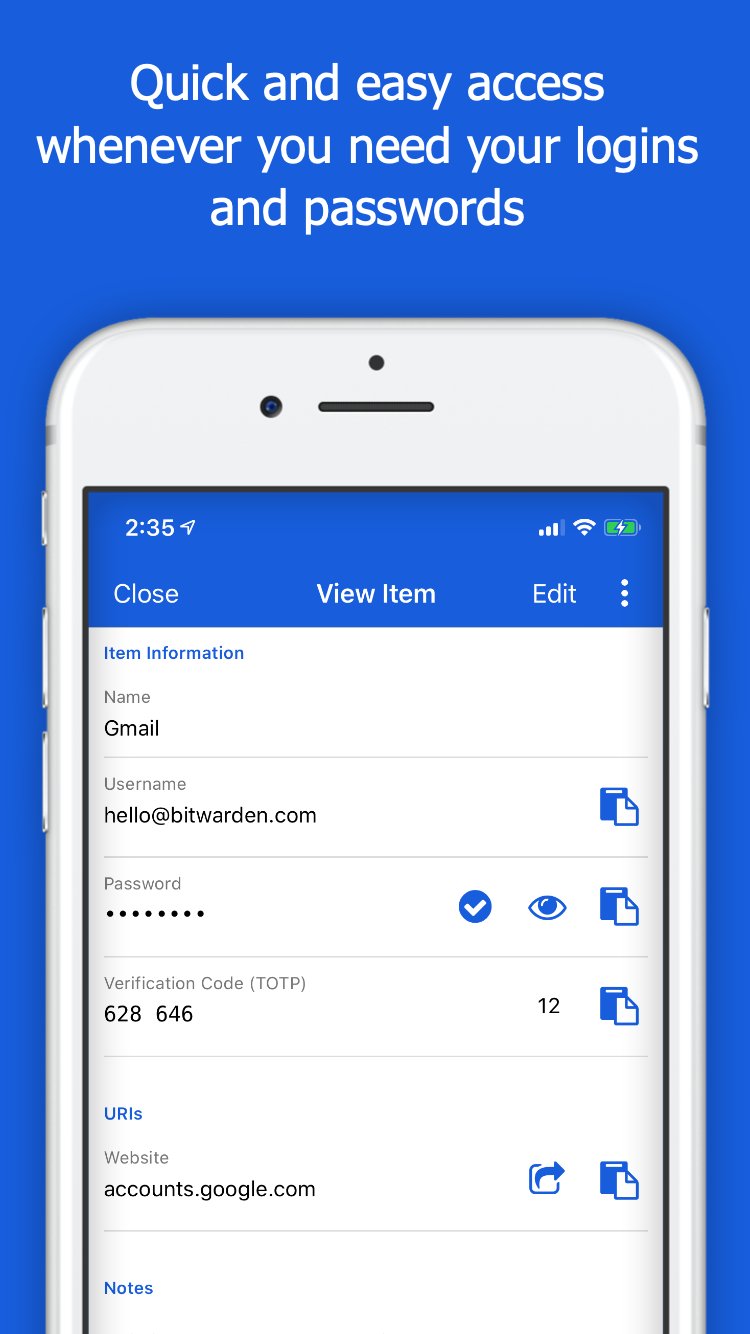 Quick and easy access
whenever you need your logins
and passwords
2:35
Close View Item Edit
Item Information
Name
Gmail
Username
hello@bitwarden.com
Password
••••••••
Verification Code (TOTP)
628 646 12
URIs
Website
accounts.google.com
Notes